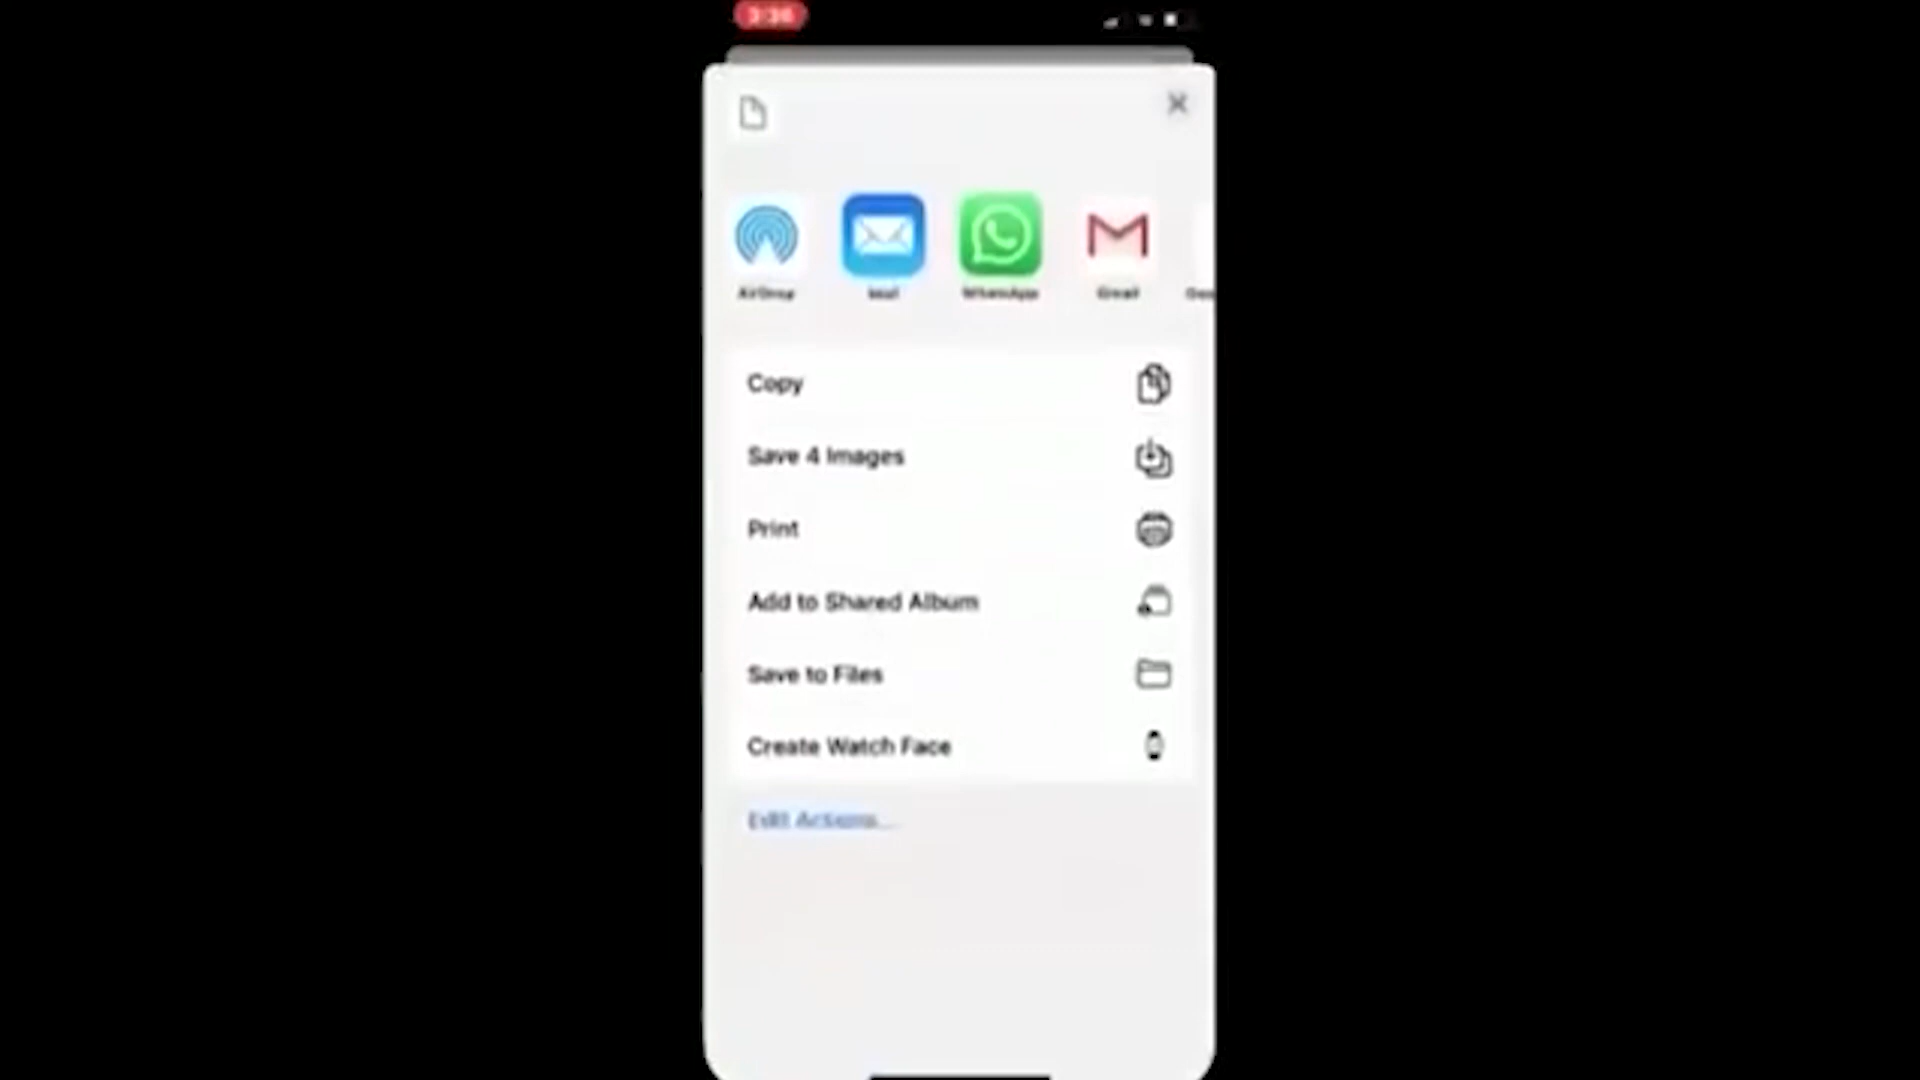 3:36
AirDrop
Mail
WhatsApp
Gmail
Copy
Save 4 Images
Print
Add to Shared Album
Save to Files
Create Watch Face
Edit Actions...